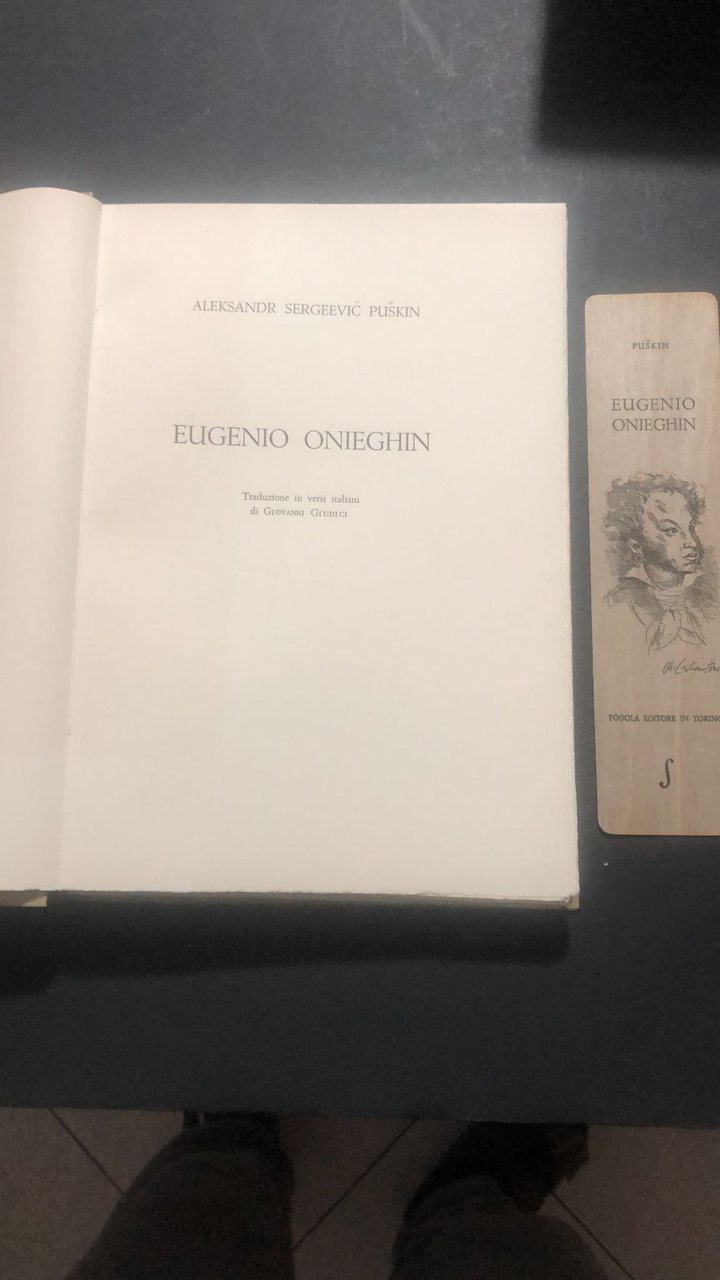 ALEKSANDR SERGEEVIČ PUŠKIN
EUGENIO ONIEGHIN
Traduzione in versi italiani
di GIOVANNI GIUDICI
PUŠKIN
EUGENIO
ONIEGHIN
FÒGOLA EDITORE IN TORINO